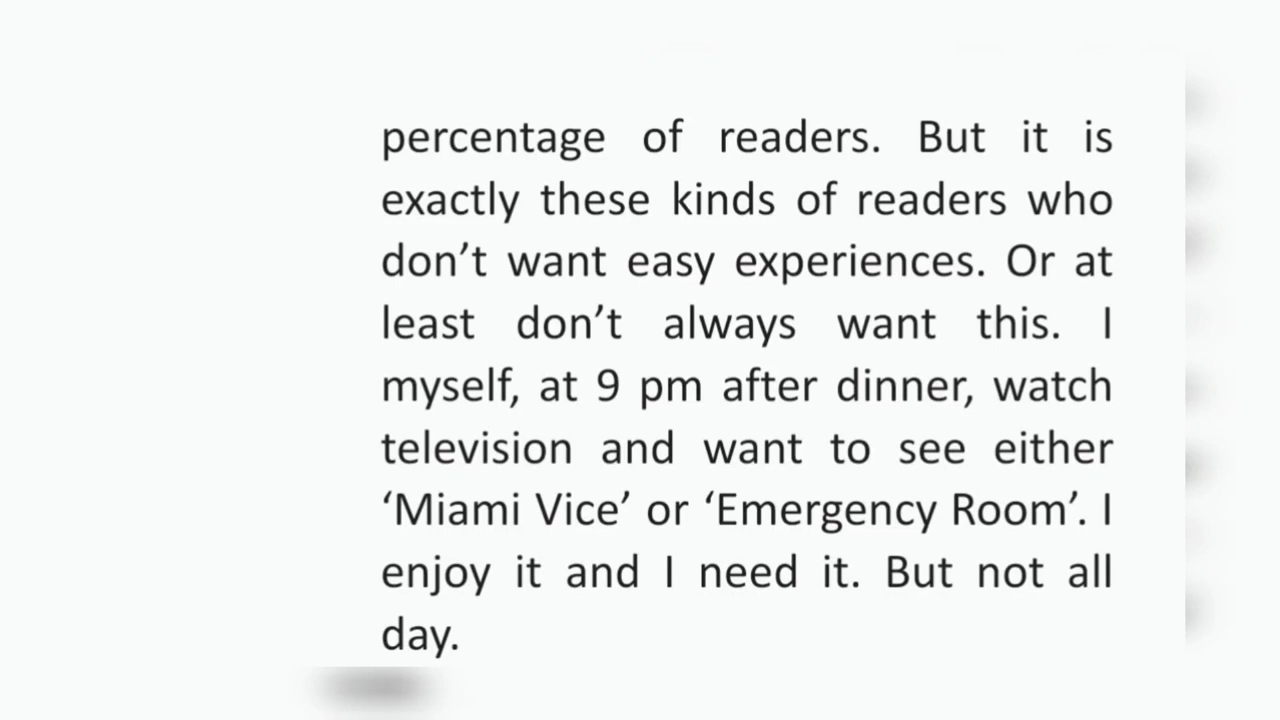 percentage of readers. But it is
exactly these kinds of readers who
don’t want easy experiences. Or at
least don’t always want this. I
myself, at 9 pm after dinner, watch
television and want to see either
‘Miami Vice’ or ‘Emergency Room’. I
enjoy it and I need it. But not all
day.